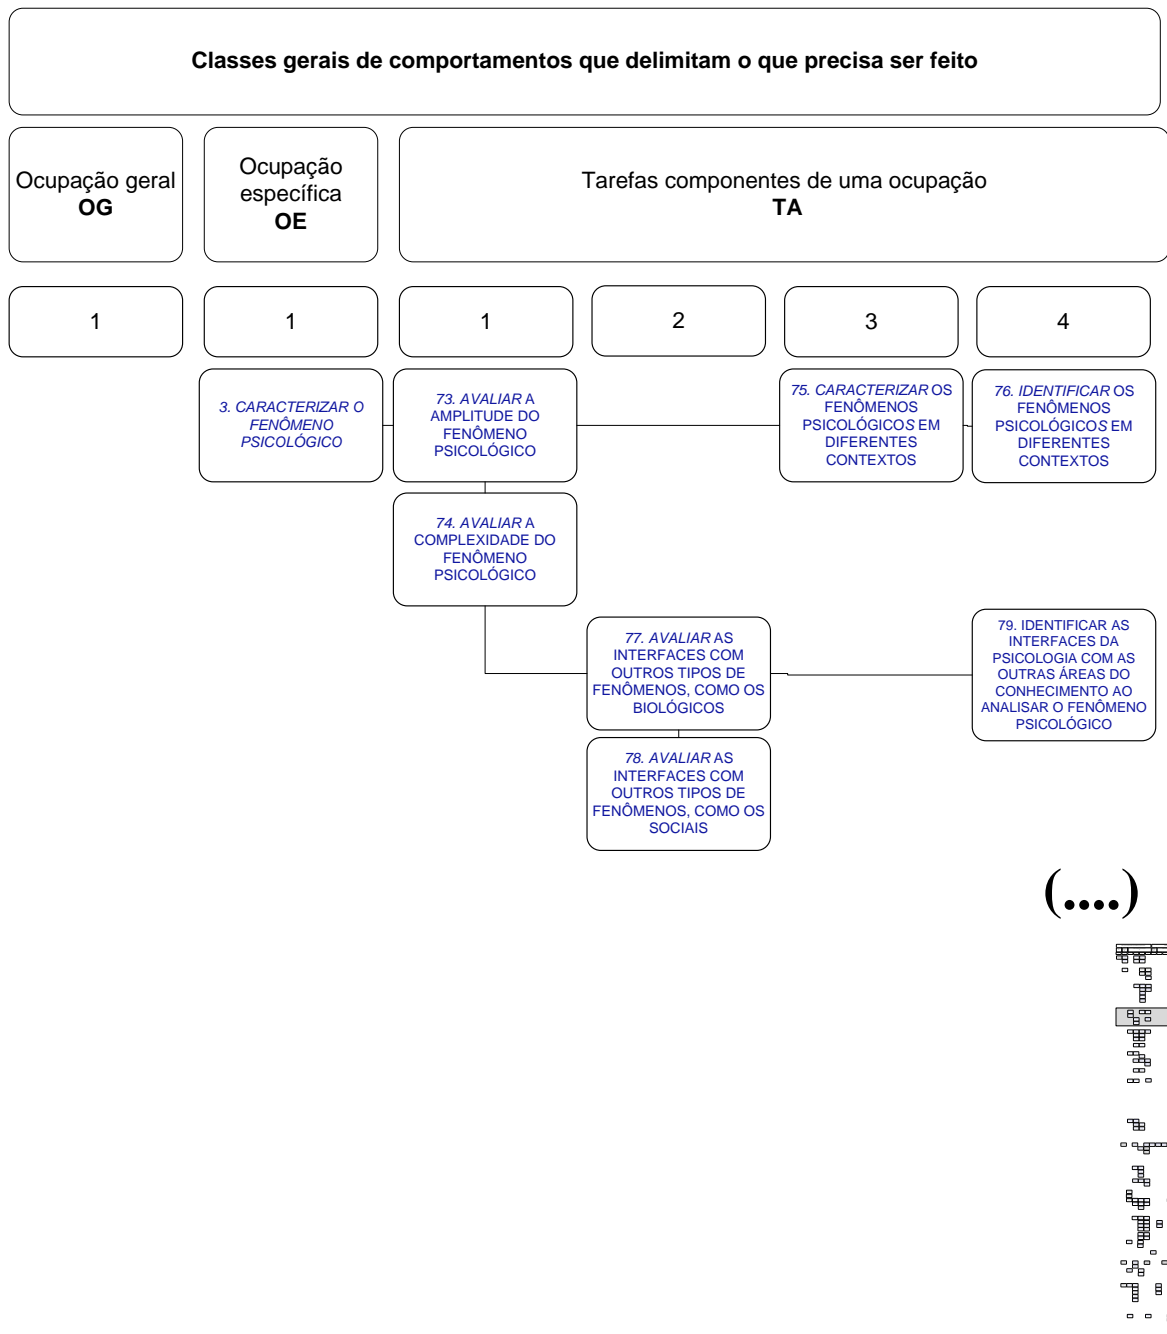 Classes gerais de comportamentos que delimitam o que precisa ser feito
Ocupação geral
OG
Ocupação
específica
OE
Tarefas componentes de uma ocupação
TA
1
1
1
2
3
4
3. CARACTERIZAR O
FENÔMENO
PSICOLÓGICO
73. AVALIAR A
AMPLITUDE DO
FENÔMENO
PSICOLÓGICO
75. CARACTERIZAR OS
FENÔMENOS
PSICOLÓGICOS EM
DIFERENTES
CONTEXTOS
76. IDENTIFICAR OS
FENÔMENOS
PSICOLÓGICOS EM
DIFERENTES
CONTEXTOS
74. AVALIAR A
COMPLEXIDADE DO
FENÔMENO
PSICOLÓGICO
77. AVALIAR AS
INTERFACES COM
OUTROS TIPOS DE
FENÔMENOS, COMO OS
BIOLÓGICOS
79. IDENTIFICAR AS
INTERFACES DA
PSICOLOGIA COM AS
OUTRAS ÁREAS DO
CONHECIMENTO AO
ANALISAR O FENÔMENO
PSICOLÓGICO
78. AVALIAR AS
INTERFACES COM
OUTROS TIPOS DE
FENÔMENOS, COMO OS
SOCIAIS
(....)